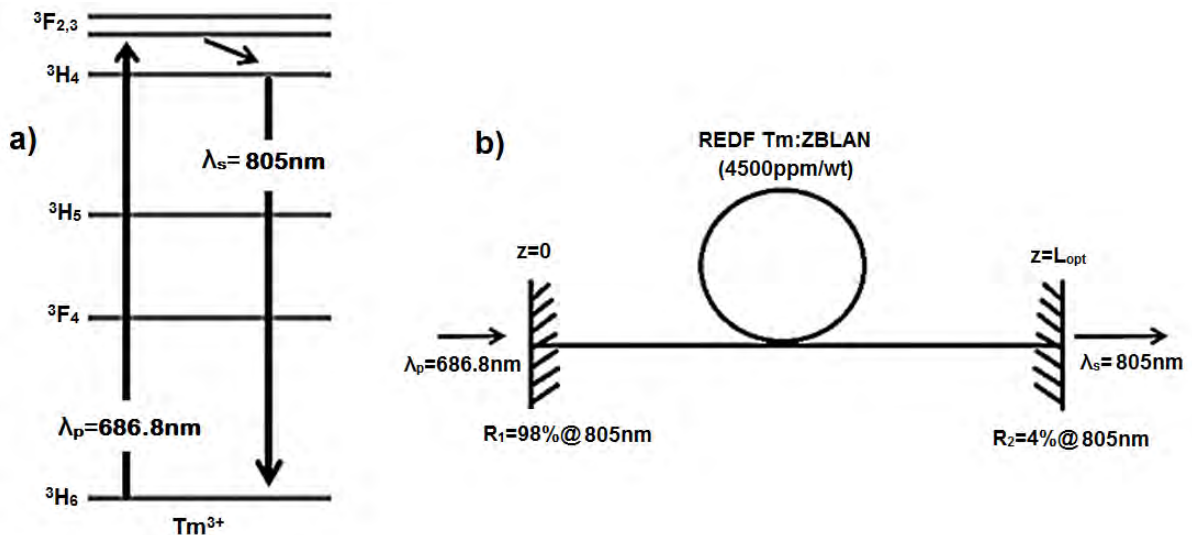 a)
³F₂,₃
³H₄
λₛ= 805nm
³H₅
³F₄
λₚ=686.8nm
³H₆
Tm³⁺
b)
REDF Tm:ZBLAN
(4500ppm/wt)
z=0
z=Lₒₚₜ
λₚ=686.8nm
λₛ= 805nm
R₁=98%@805nm
R₂=4%@805nm